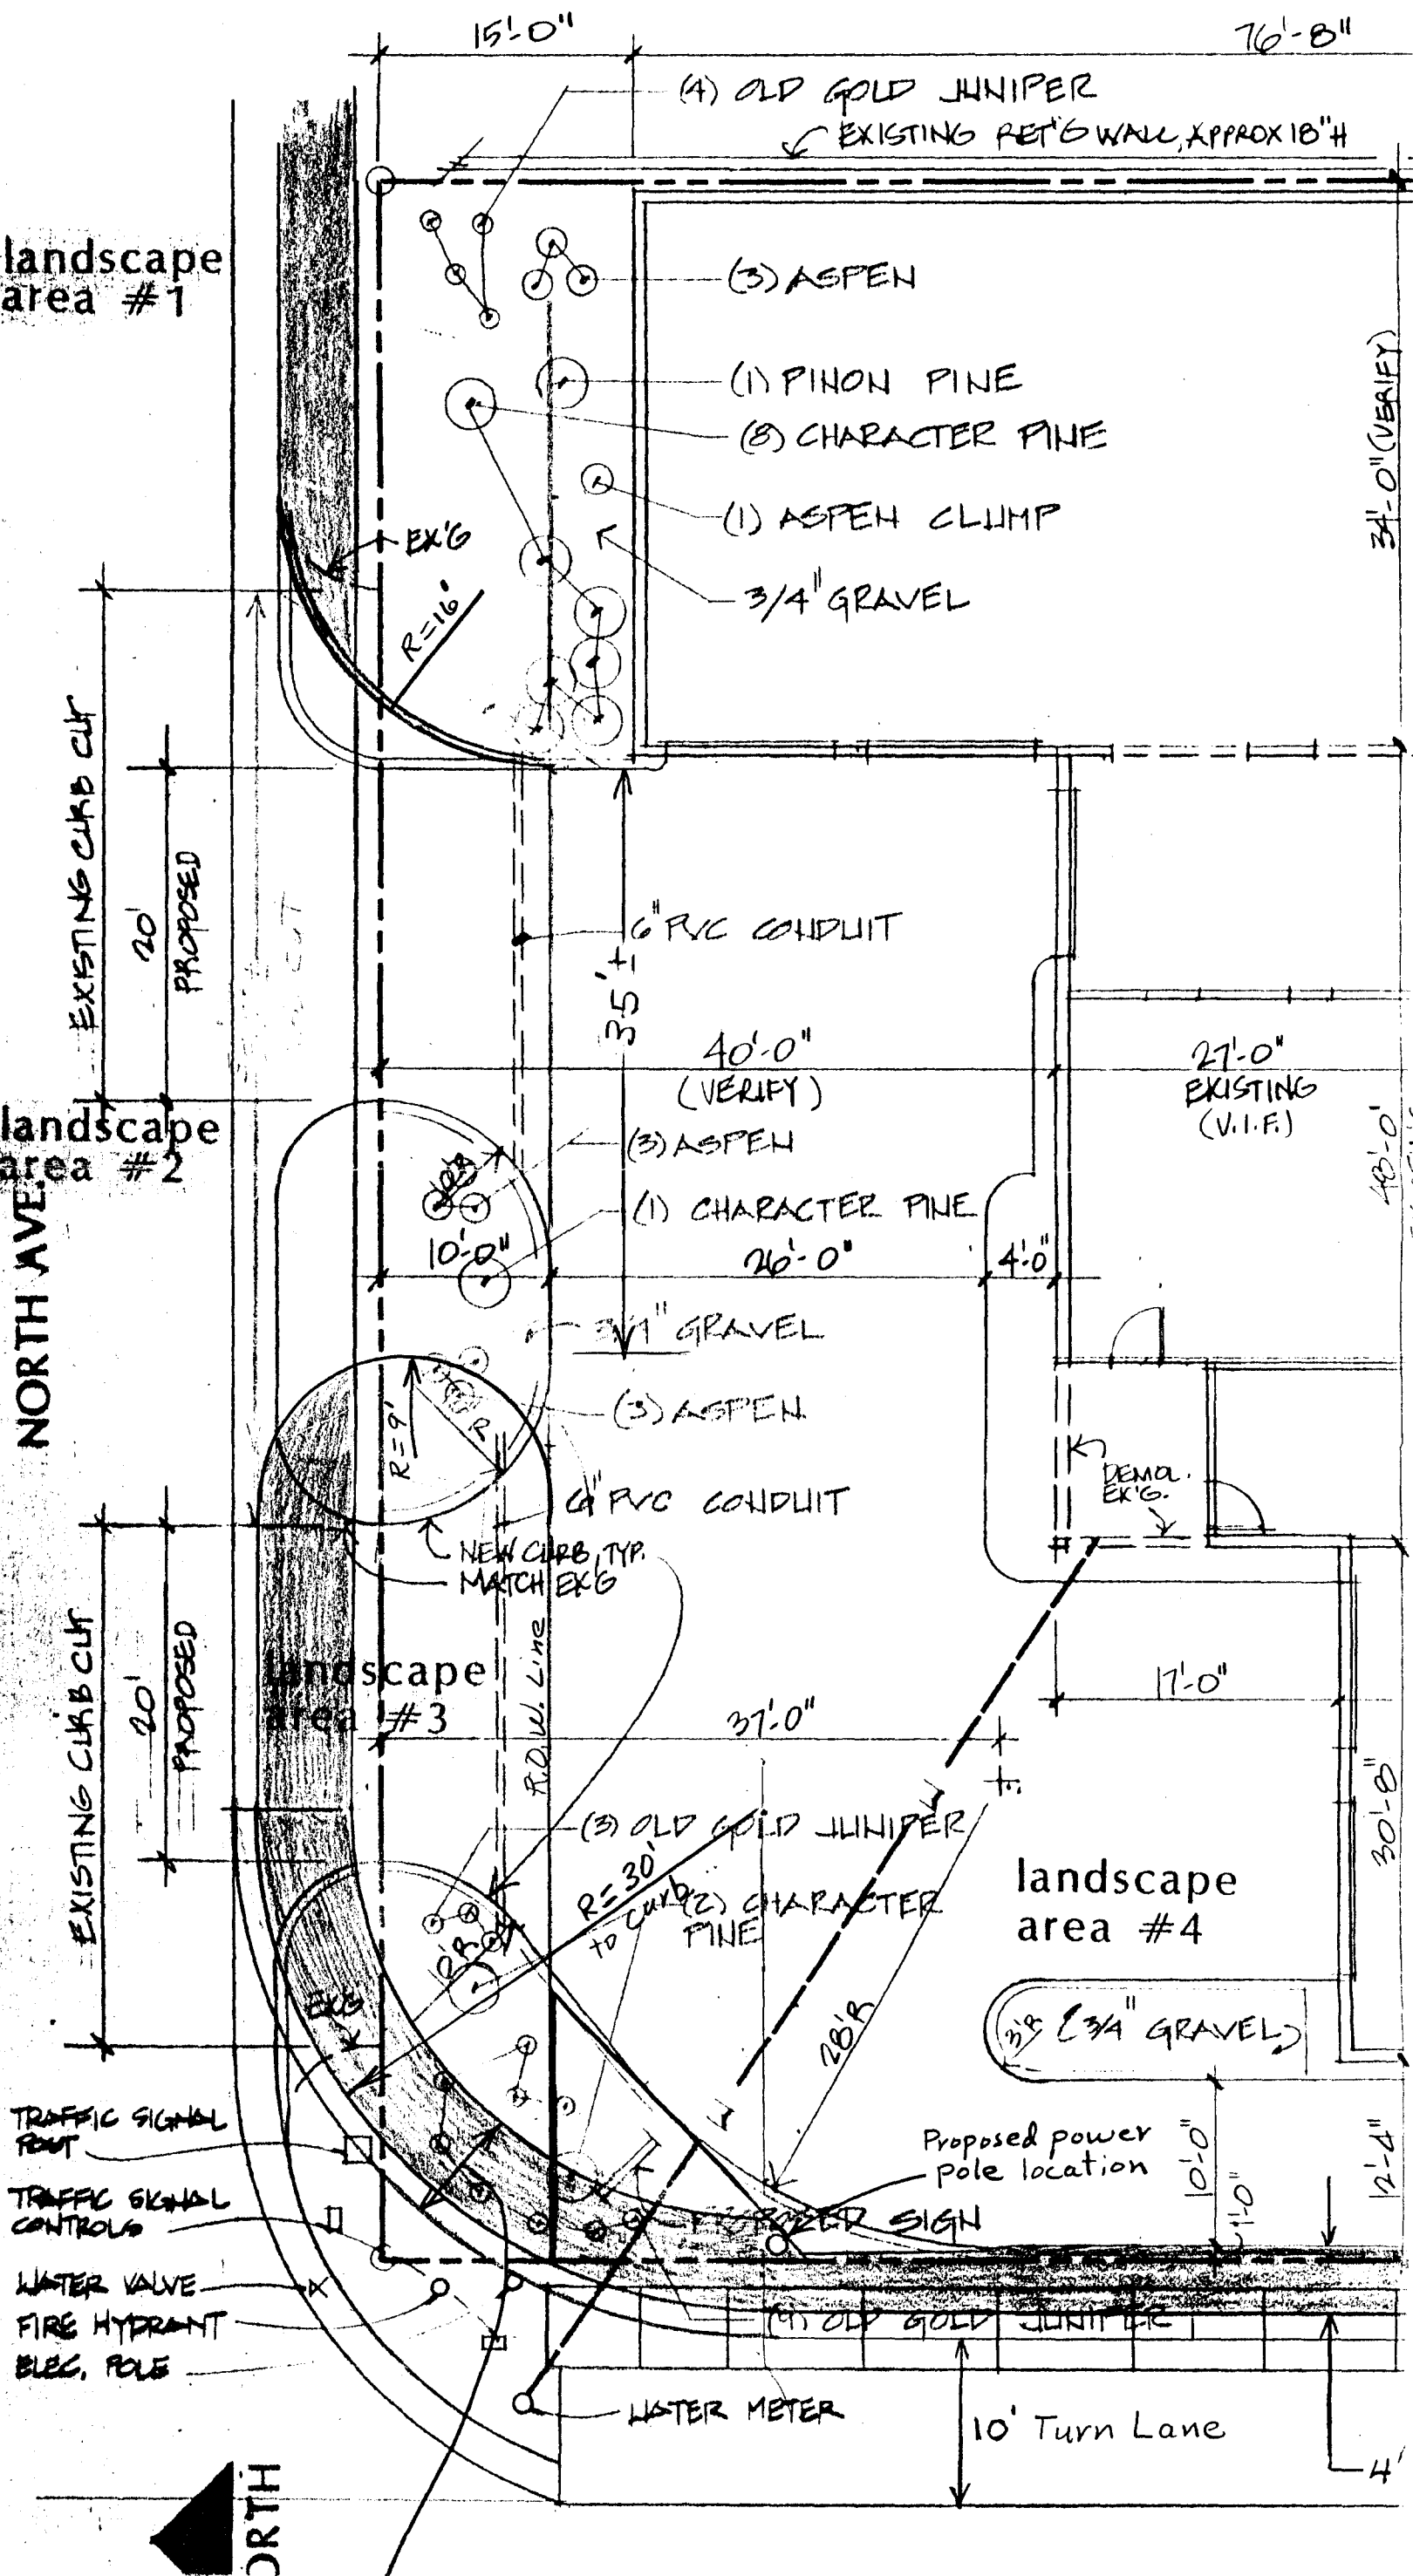 15'-0"
76'-8"
(4) OLD GOLD JUNIPER
EXISTING RET'G WALL, APPROX 18" H
landscape
area #1
(3) ASPEN
(1) PINON PINE
(8) CHARACTER PINE
(1) ASPEN CLUMP
3/4" GRAVEL
34'-0" (VERIFY)
EX'G
R=16'
EXISTING CURB CUT
20'
PROPOSED
6" PVC CONDUIT
35'±
40'-0"
(VERIFY)
27'-0"
EXISTING
(V.I.F.)
48'-0"
landscape
area #2
NORTH AVE.
(3) ASPEN
10'R
(1) CHARACTER PINE
10'-0"
26'-0"
4'-0"
GRAVEL
(3) ASPEN
R=9'
R
6" PVC CONDUIT
DEMOL.
EX'G.
NEW CURB, TYP.
MATCH EX'G
EXISTING CURB CUT
20'
PROPOSED
landscape
area #3
R.O.W. Line
17'-0"
37'-0"
30'-8"
(3) OLD GOLD JUNIPER
R=30'
to curb
(2) CHARACTER
PINE
landscape
area #4
EX'G
28'R
3'R
3/4" GRAVEL
TRAFFIC SIGNAL
TRAFFIC SIGNAL
CONTROLS
WATER VALVE
FIRE HYDRANT
ELEC. POLE
Proposed power
pole location
10'-0"
1'-0"
12'-4"
SIGN
OLD GOLD JUNIPER
WATER METER
10' Turn Lane
4'
ORTH